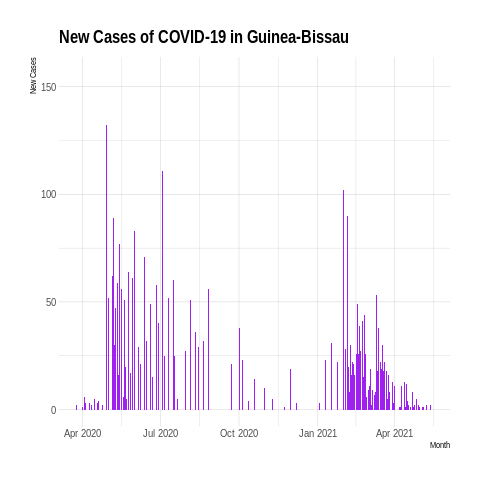 New Cases of COVID-19 in Guinea-Bissau
New Cases
150
100
50
0
Apr 2020 Jul 2020 Oct 2020 Jan 2021 Apr 2021
Month